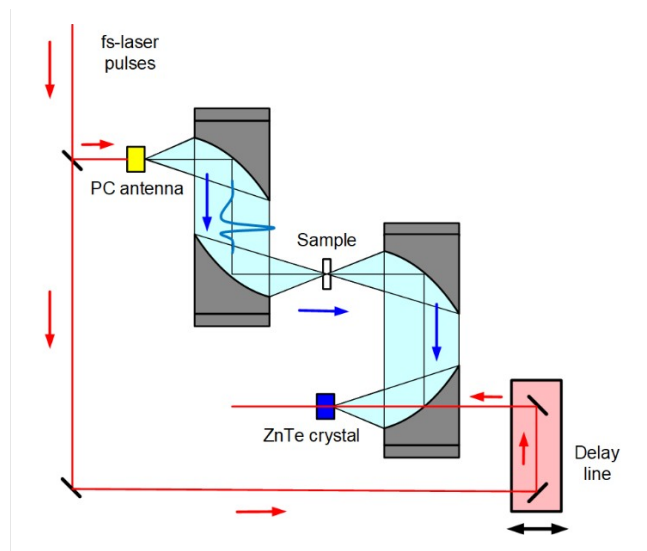 fs-laser
pulses
PC antenna
Sample
ZnTe crystal
Delay
line